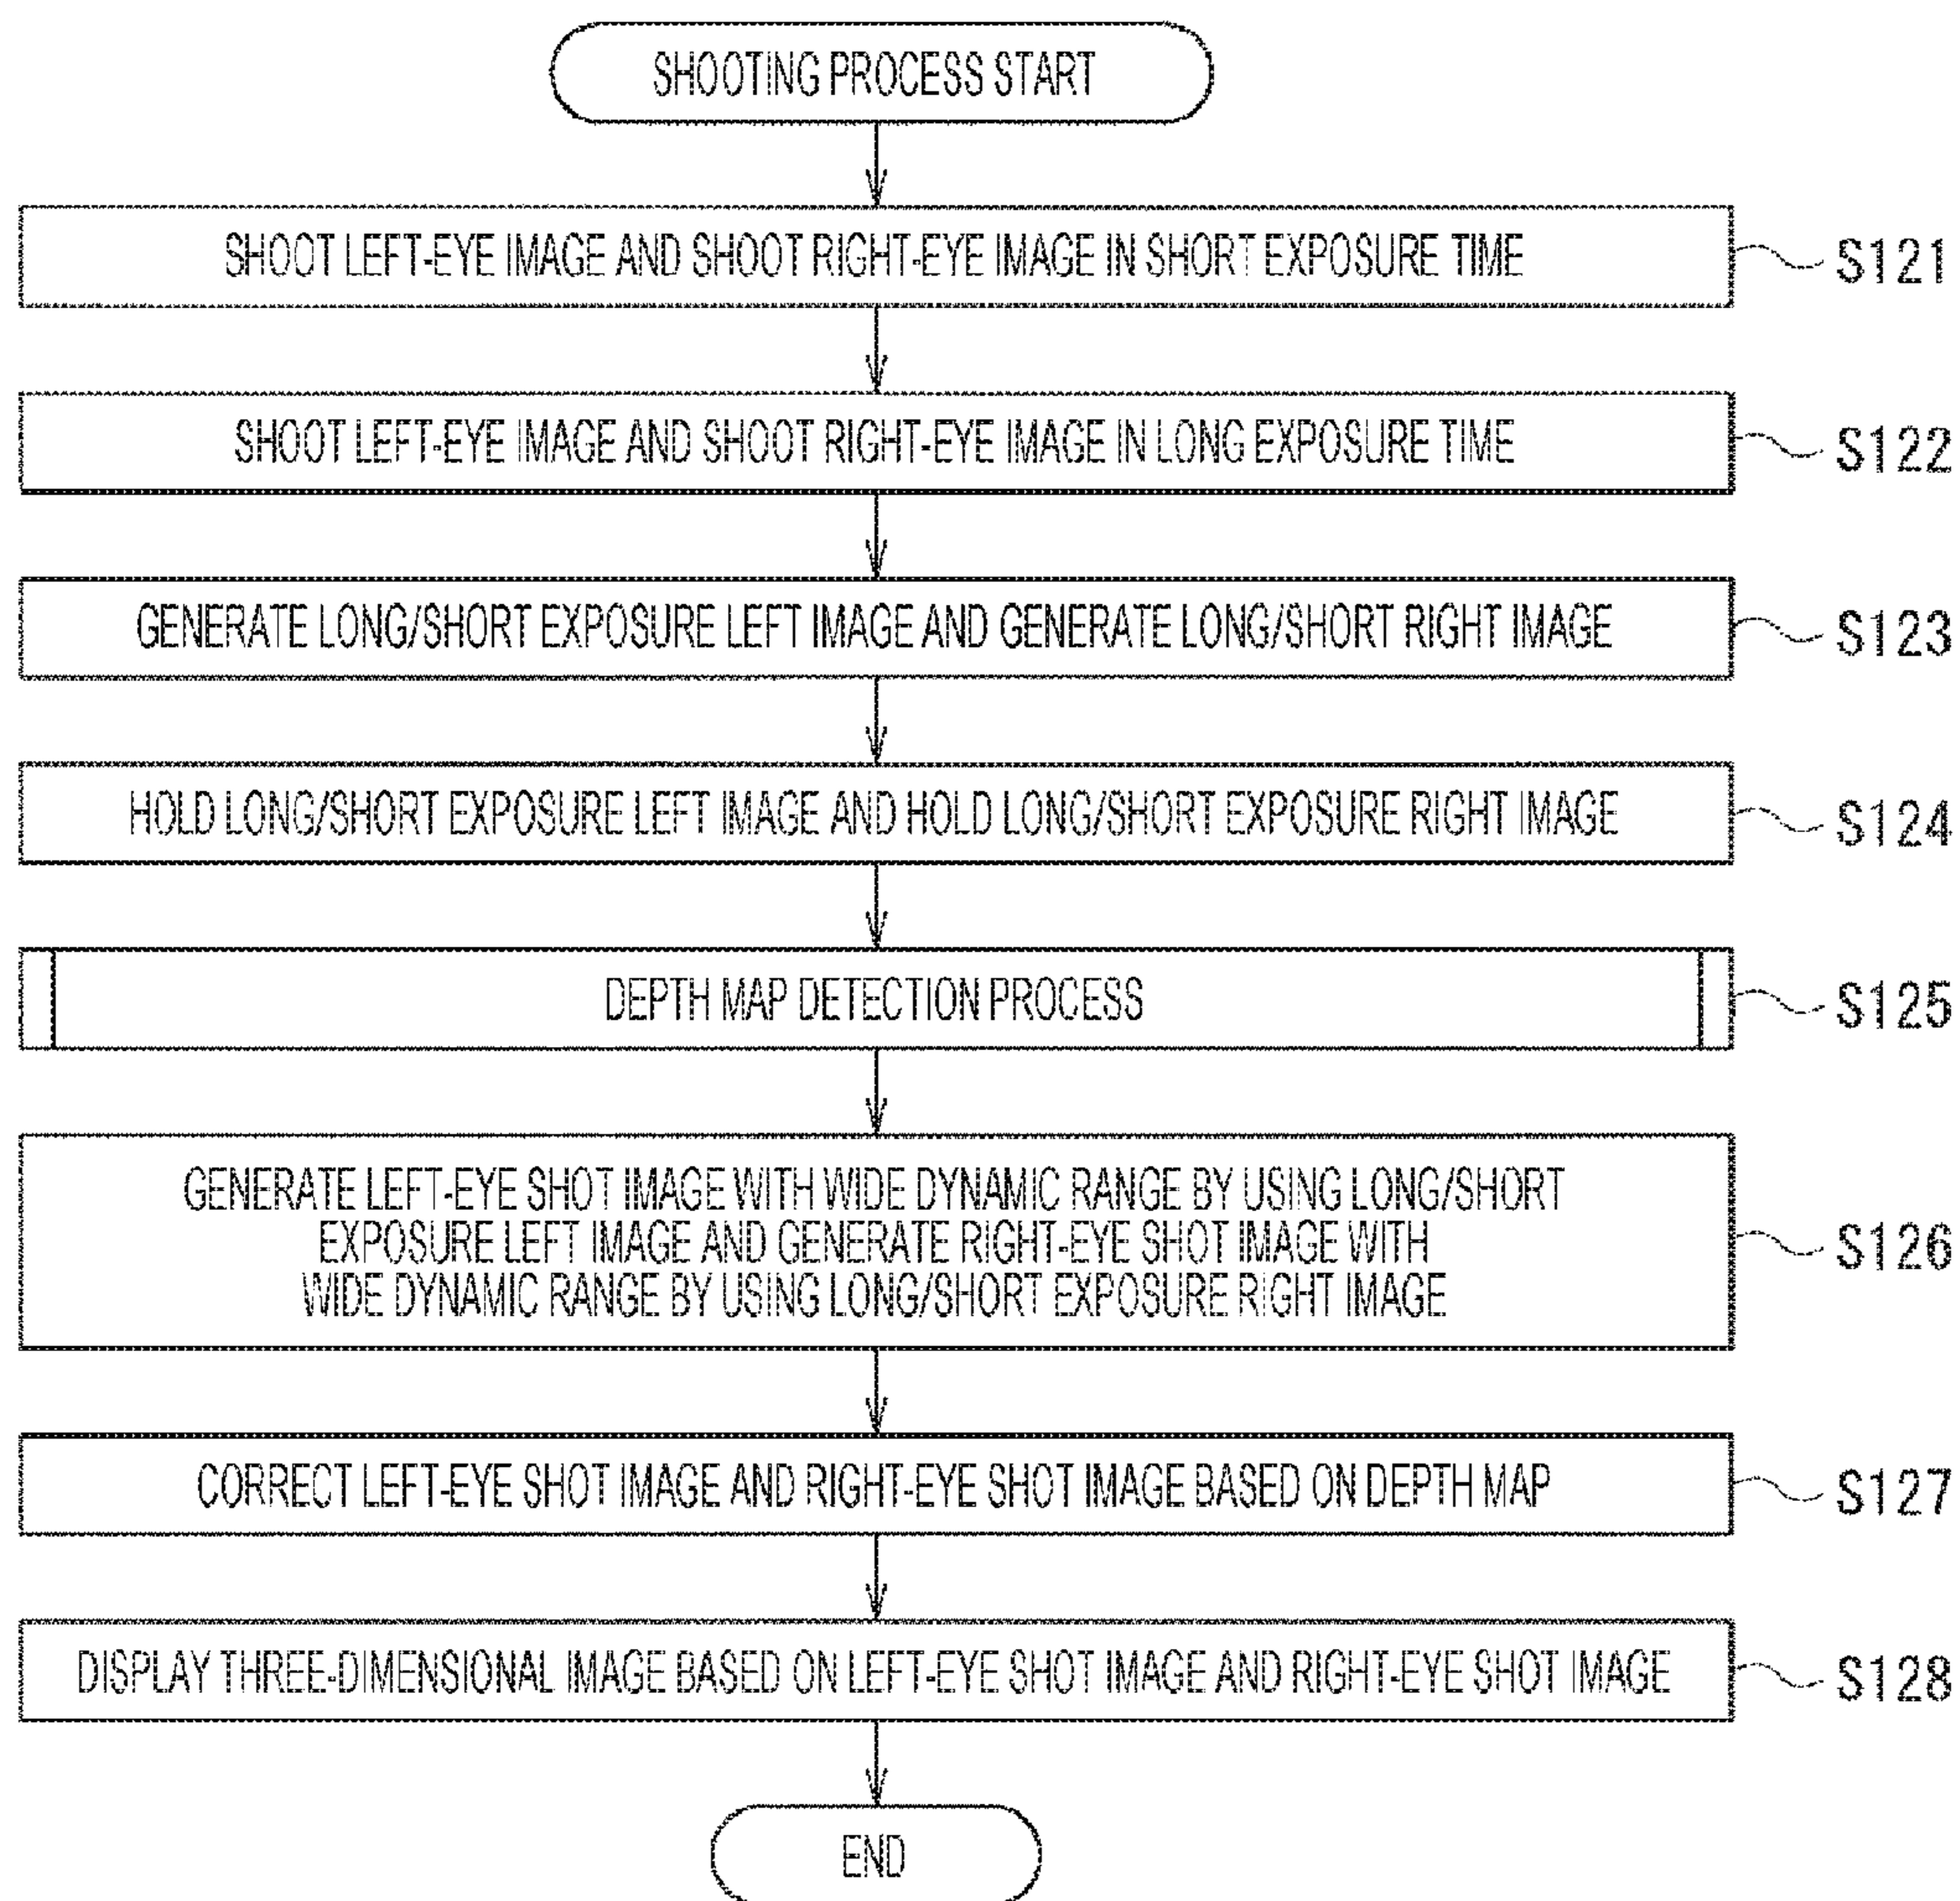 SHOOTING PROCESS START
SHOOT LEFT-EYE IMAGE AND SHOOT RIGHT-EYE IMAGE IN SHORT EXPOSURE TIME
S121
SHOOT LEFT-EYE IMAGE AND SHOOT RIGHT-EYE IMAGE IN LONG EXPOSURE TIME
S122
GENERATE LONG/SHORT EXPOSURE LEFT IMAGE AND GENERATE LONG/SHORT RIGHT IMAGE
S123
HOLD LONG/SHORT EXPOSURE LEFT IMAGE AND HOLD LONG/SHORT EXPOSURE RIGHT IMAGE
S124
DEPTH MAP DETECTION PROCESS
S125
GENERATE LEFT-EYE SHOT IMAGE WITH WIDE DYNAMIC RANGE BY USING LONG/SHORT
EXPOSURE LEFT IMAGE AND GENERATE RIGHT-EYE SHOT IMAGE WITH
WIDE DYNAMIC RANGE BY USING LONG/SHORT EXPOSURE RIGHT IMAGE
S126
CORRECT LEFT-EYE SHOT IMAGE AND RIGHT-EYE SHOT IMAGE BASED ON DEPTH MAP
S127
DISPLAY THREE-DIMENSIONAL IMAGE BASED ON LEFT-EYE SHOT IMAGE AND RIGHT-EYE SHOT IMAGE
S128
END